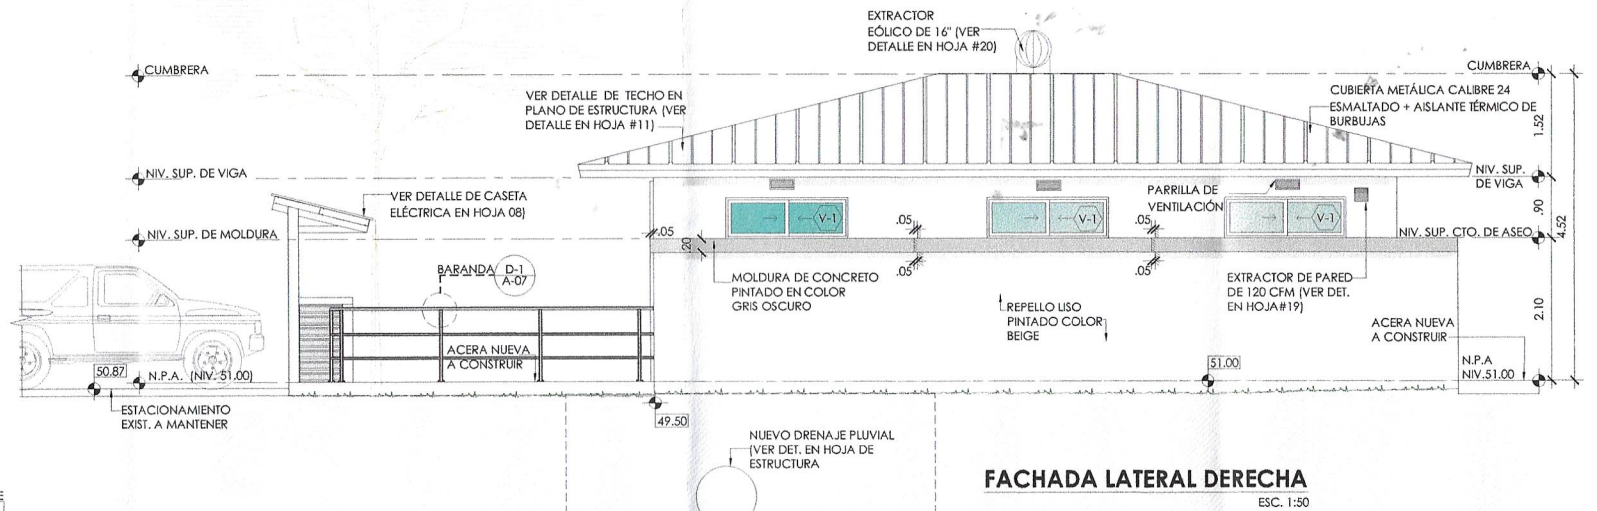 EXTRACTOR
EÓLICO DE 16" (VER
DETALLE EN HOJA #20)
CUMBRERA
CUMBRERA
VER DETALLE DE TECHO EN
PLANO DE ESTRUCTURA (VER
DETALLE EN HOJA #11)
CUBIERTA METÁLICA CALIBRE 24
ESMALTADO + AISLANTE TÉRMICO DE
BURBUJAS
1.52
NIV. SUP. DE VIGA
NIV. SUP.
DE VIGA
VER DETALLE DE CASETA
ELÉCTRICA EN HOJA 08)
PARRILLA DE
VENTILACIÓN
.90
4.52
V-1
V-1
V-1
.05
.05
.05
NIV. SUP. DE MOLDURA
NIV. SUP. CTO. DE ASEO
.20
.05
.05
BARANDA
D-1
A-07
MOLDURA DE CONCRETO
PINTADO EN COLOR
GRIS OSCURO
EXTRACTOR DE PARED
DE 120 CFM (VER DET.
EN HOJA#19)
REPELLO LISO
PINTADO COLOR
BEIGE
2.10
ACERA NUEVA
A CONSTRUIR
ACERA NUEVA
A CONSTRUIR
50.87
N.P.A. (NIV. 51.00)
51.00
N.P.A
NIV.51.00
ESTACIONAMIENTO
EXIST. A MANTENER
49.50
NUEVO DRENAJE PLUVIAL
(VER DET. EN HOJA DE
ESTRUCTURA
FACHADA LATERAL DERECHA
ESC. 1:50